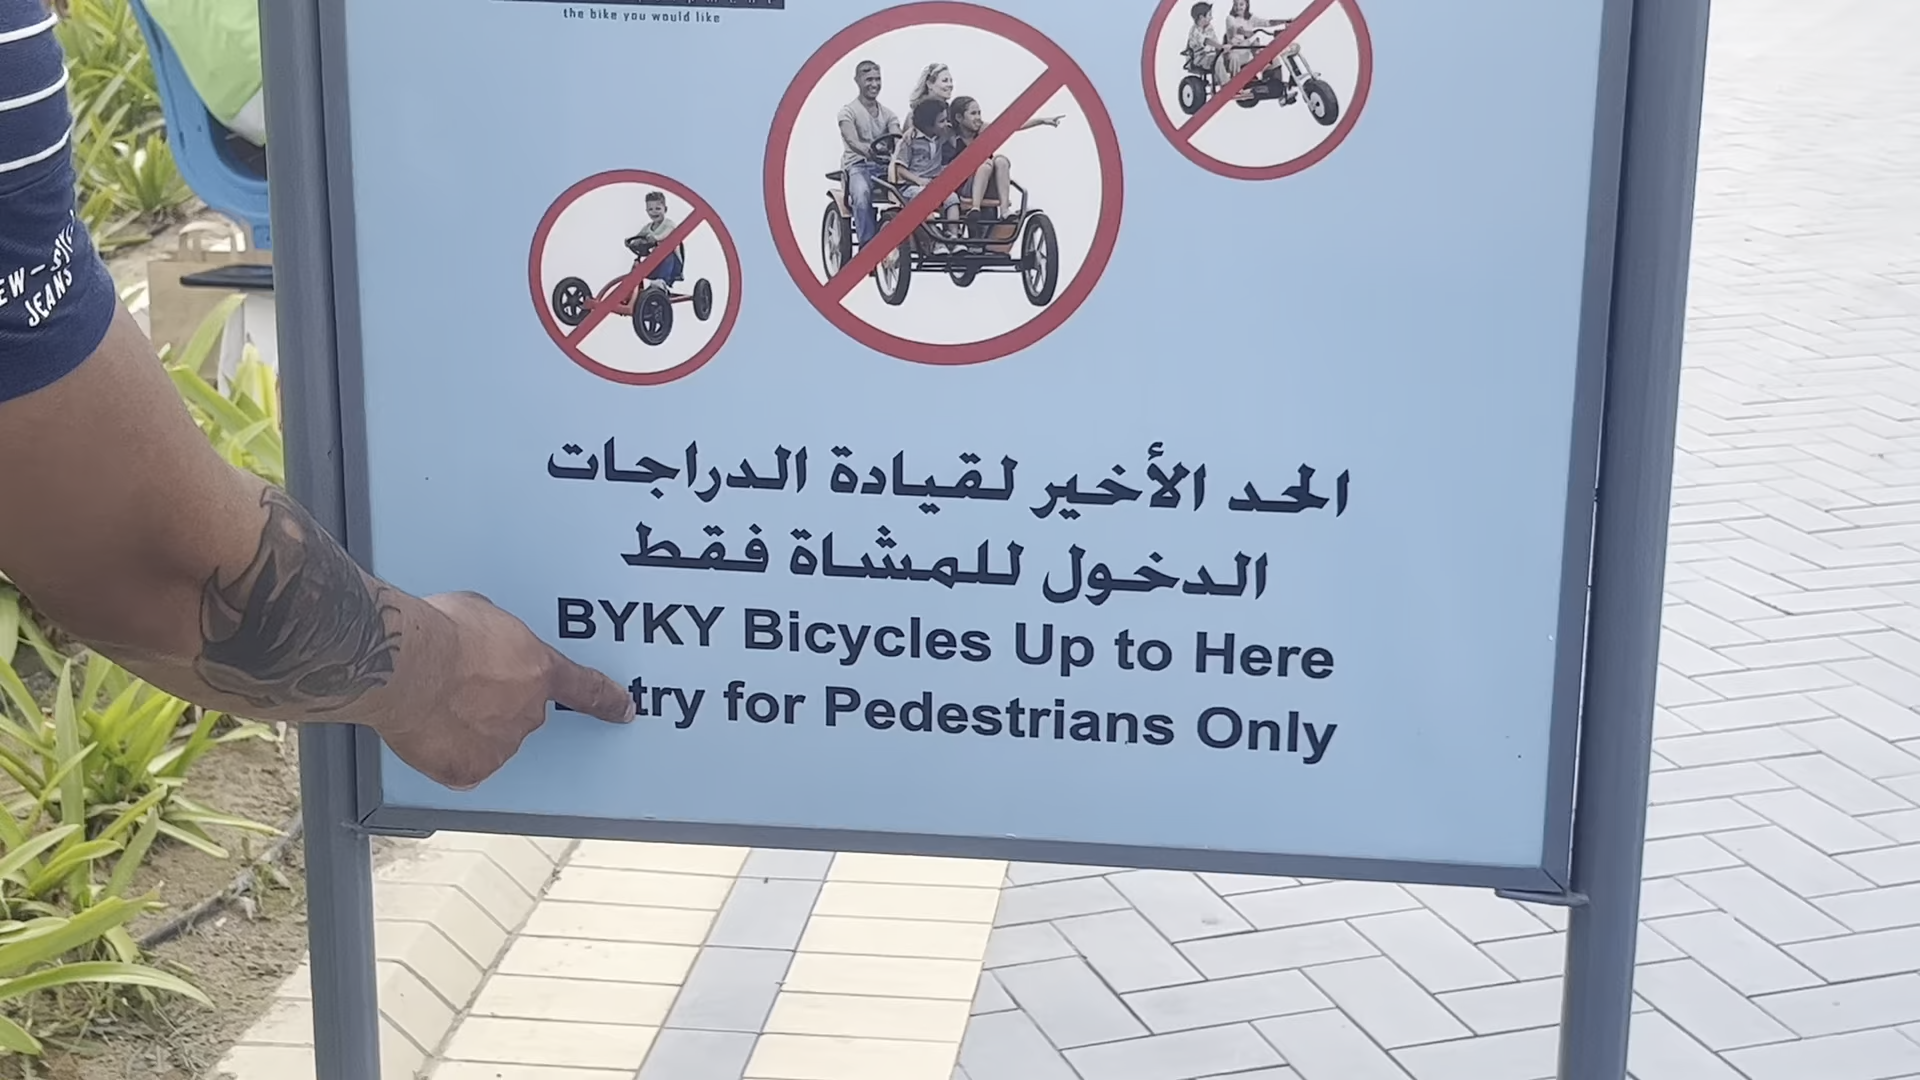 the bike you would like
الحد الأخير لقيادة الدراجات
الدخول للمشاة فقط
BYKY Bicycles Up to Here
for Pedestrians Only
JEANS